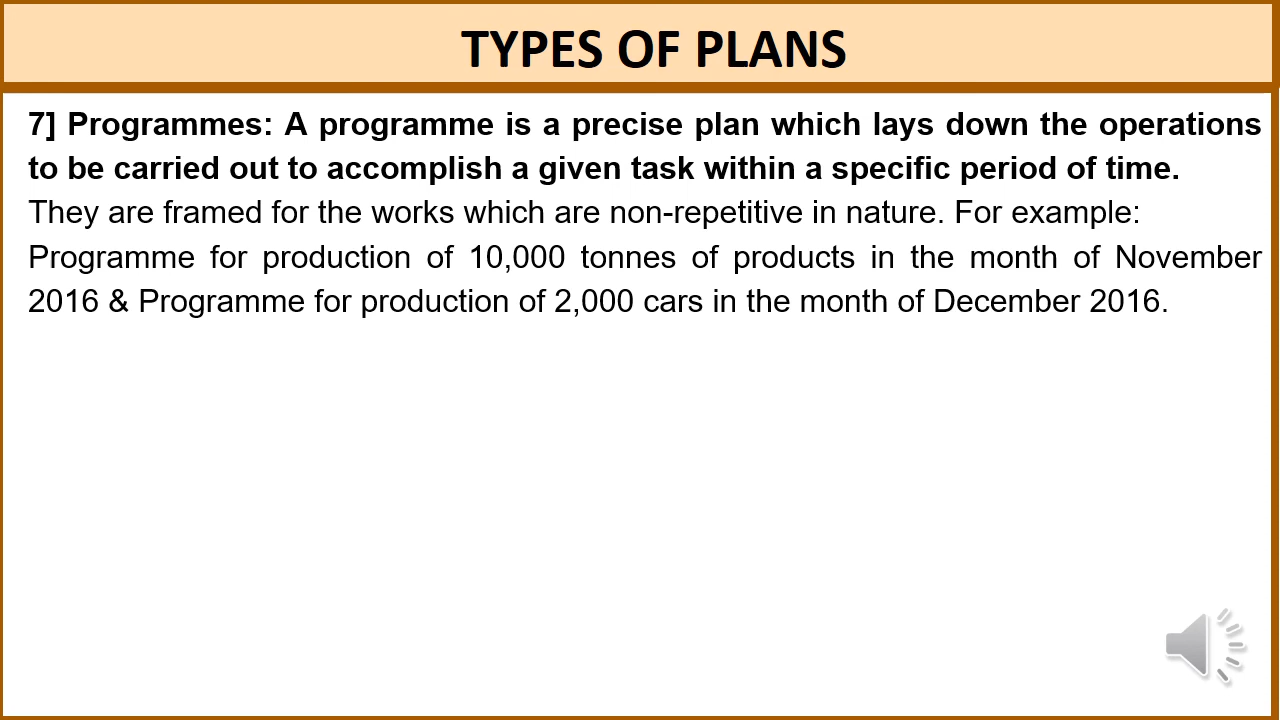 TYPES OF PLANS
7] Programmes: A programme is a precise plan which lays down the operations
to be carried out to accomplish a given task within a specific period of time.
They are framed for the works which are non-repetitive in nature. For example:
Programme for production of 10,000 tonnes of products in the month of November
2016 & Programme for production of 2,000 cars in the month of December 2016.